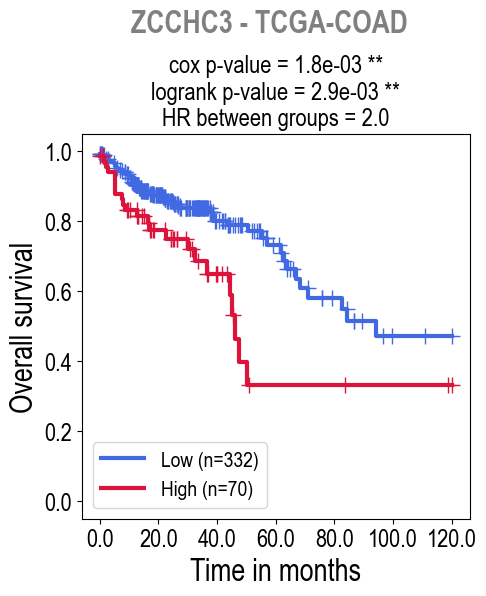 ZCCHC3 - TCGA-COAD
cox p-value = 1.8e-03 **
logrank p-value = 2.9e-03 **
HR between groups = 2.0
1.0
0.8
0.6
0.4
0.2
0.0
Overall survival
Low (n=332)
High (n=70)
0.0 20.0 40.0 60.0 80.0 100.0 120.0
Time in months